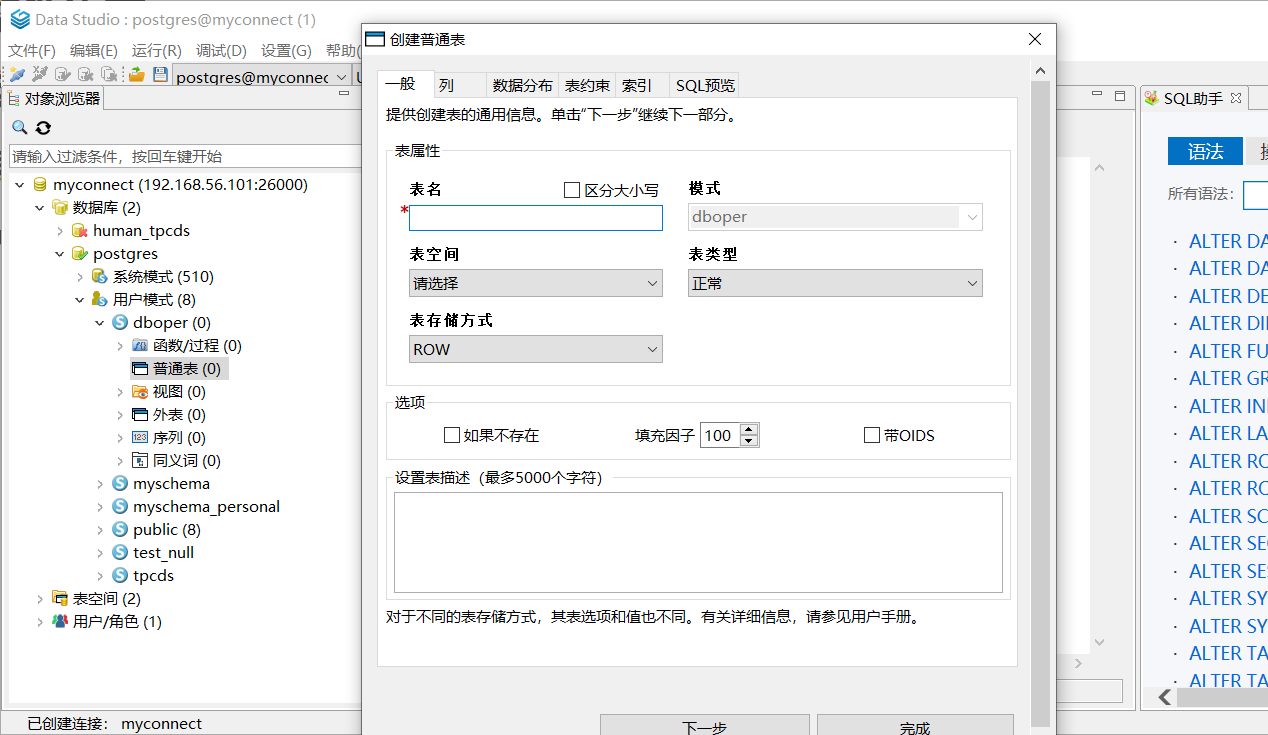 Data Studio : postgres@myconnect (1)
文件(F) 编辑(E) 运行(R) 调试(D) 设置(G) 帮助(
postgres@myconnec
对象浏览器
请输入过滤条件，按回车键开始
myconnect (192.168.56.101:26000)
数据库 (2)
human_tpcds
postgres
系统模式 (510)
用户模式 (8)
dboper (0)
函数/过程 (0)
普通表 (0)
视图 (0)
外表 (0)
序列 (0)
同义词 (0)
myschema
myschema_personal
public (8)
test_null
tpcds
表空间 (2)
用户/角色 (1)
已创建连接： myconnect
创建普通表
一般 列 数据分布 表约束 索引 SQL预览
提供创建表的通用信息。单击“下一步”继续下一部分。
表属性
表名 区分大小写 模式
* dboper
表空间 表类型
请选择 正常
表存储方式
ROW
选项
如果不存在 填充因子 100 带OIDS
设置表描述（最多5000个字符）
对于不同的表存储方式，其表选项和值也不同。有关详细信息，请参见用户手册。
下一步 完成
SQL助手
语法
所有语法：
· ALTER DA
· ALTER DA
· ALTER DE
· ALTER DI
· ALTER FU
· ALTER GR
· ALTER IN
· ALTER LA
· ALTER RO
· ALTER RO
· ALTER SC
· ALTER SE
· ALTER SE
· ALTER SY
· ALTER SY
· ALTER TA
· ALTER TA